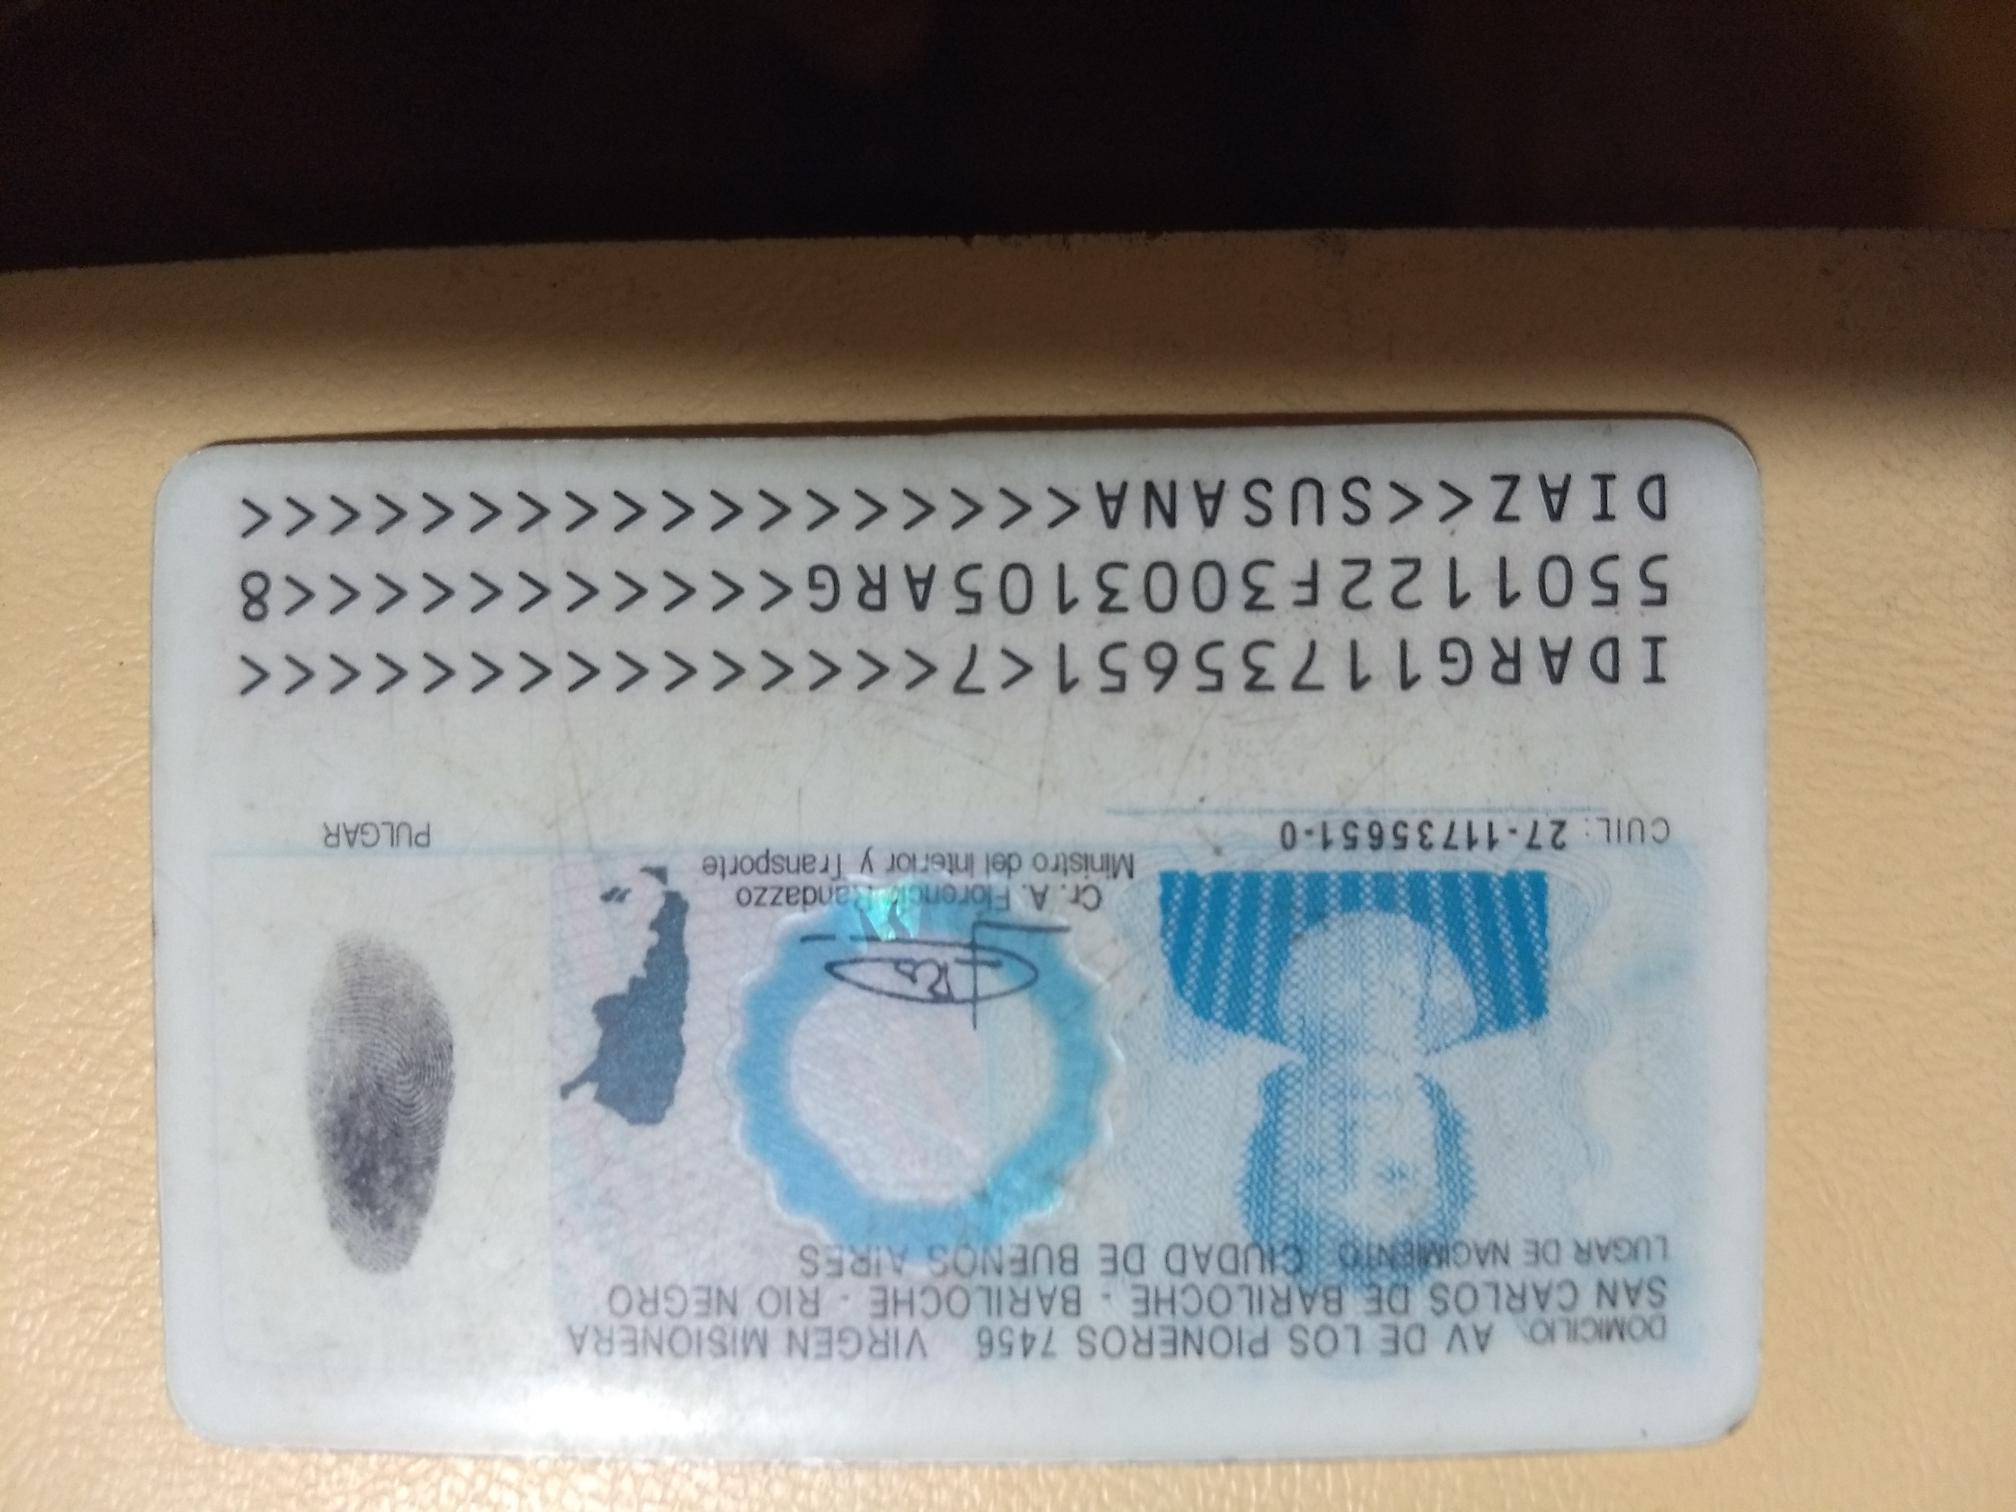 DOMICILIO: AV DE LOS PIONEROS 7456 VIRGEN MISIONERA
SAN CARLOS DE BARILOCHE - BARILOCHE - RIO NEGRO
LUGAR DE NACIMIENTO: CIUDAD DE BUENOS AIRES
Cr. A. Florencio Randazzo
Ministro del Interior y Transporte
CUIL: 27-11735651-0
PULGAR
IDARG11735651<7<<<<<<<<<<<<<<<
5501122F3003105ARG<<<<<<<<<<<8
DIAZ<<SUSANA<<<<<<<<<<<<<<<<<<